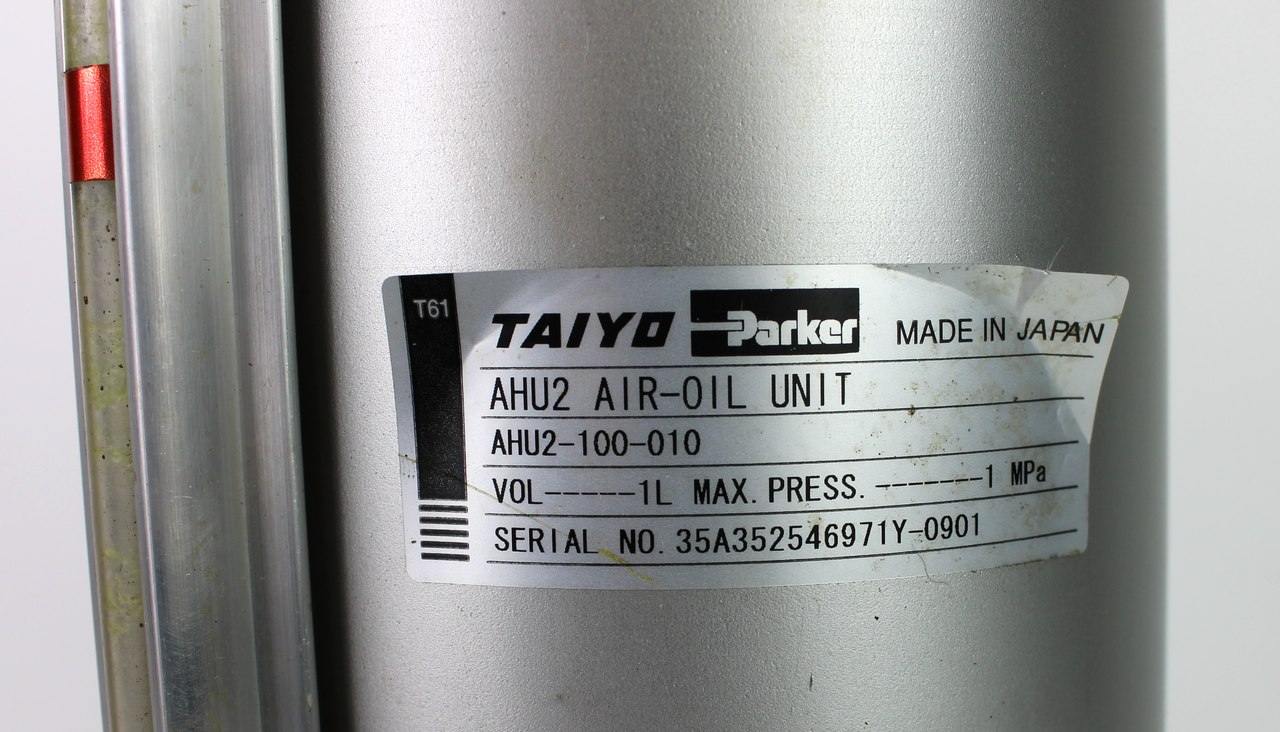 T61
TAIYO Parker MADE IN JAPAN
AHU2 AIR-OIL UNIT
AHU2-100-010
VOL-----1L MAX.PRESS.-------1 MPa
SERIAL NO. 35A352546971Y-0901